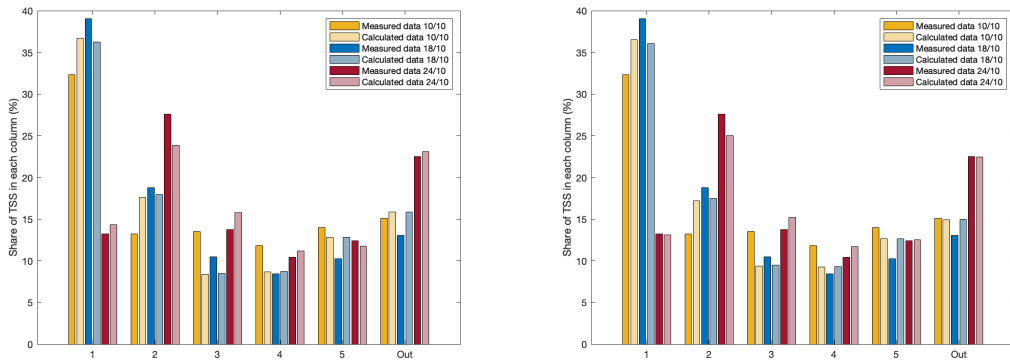 40
35
30
25
20
15
10
5
0
Share of TSS in each column (%)
1 2 3 4 5 Out
Measured data 10/10
Calculated data 10/10
Measured data 18/10
Calculated data 18/10
Measured data 24/10
Calculated data 24/10
40
35
30
25
20
15
10
5
0
Share of TSS in each column (%)
1 2 3 4 5 Out
Measured data 10/10
Calculated data 10/10
Measured data 18/10
Calculated data 18/10
Measured data 24/10
Calculated data 24/10